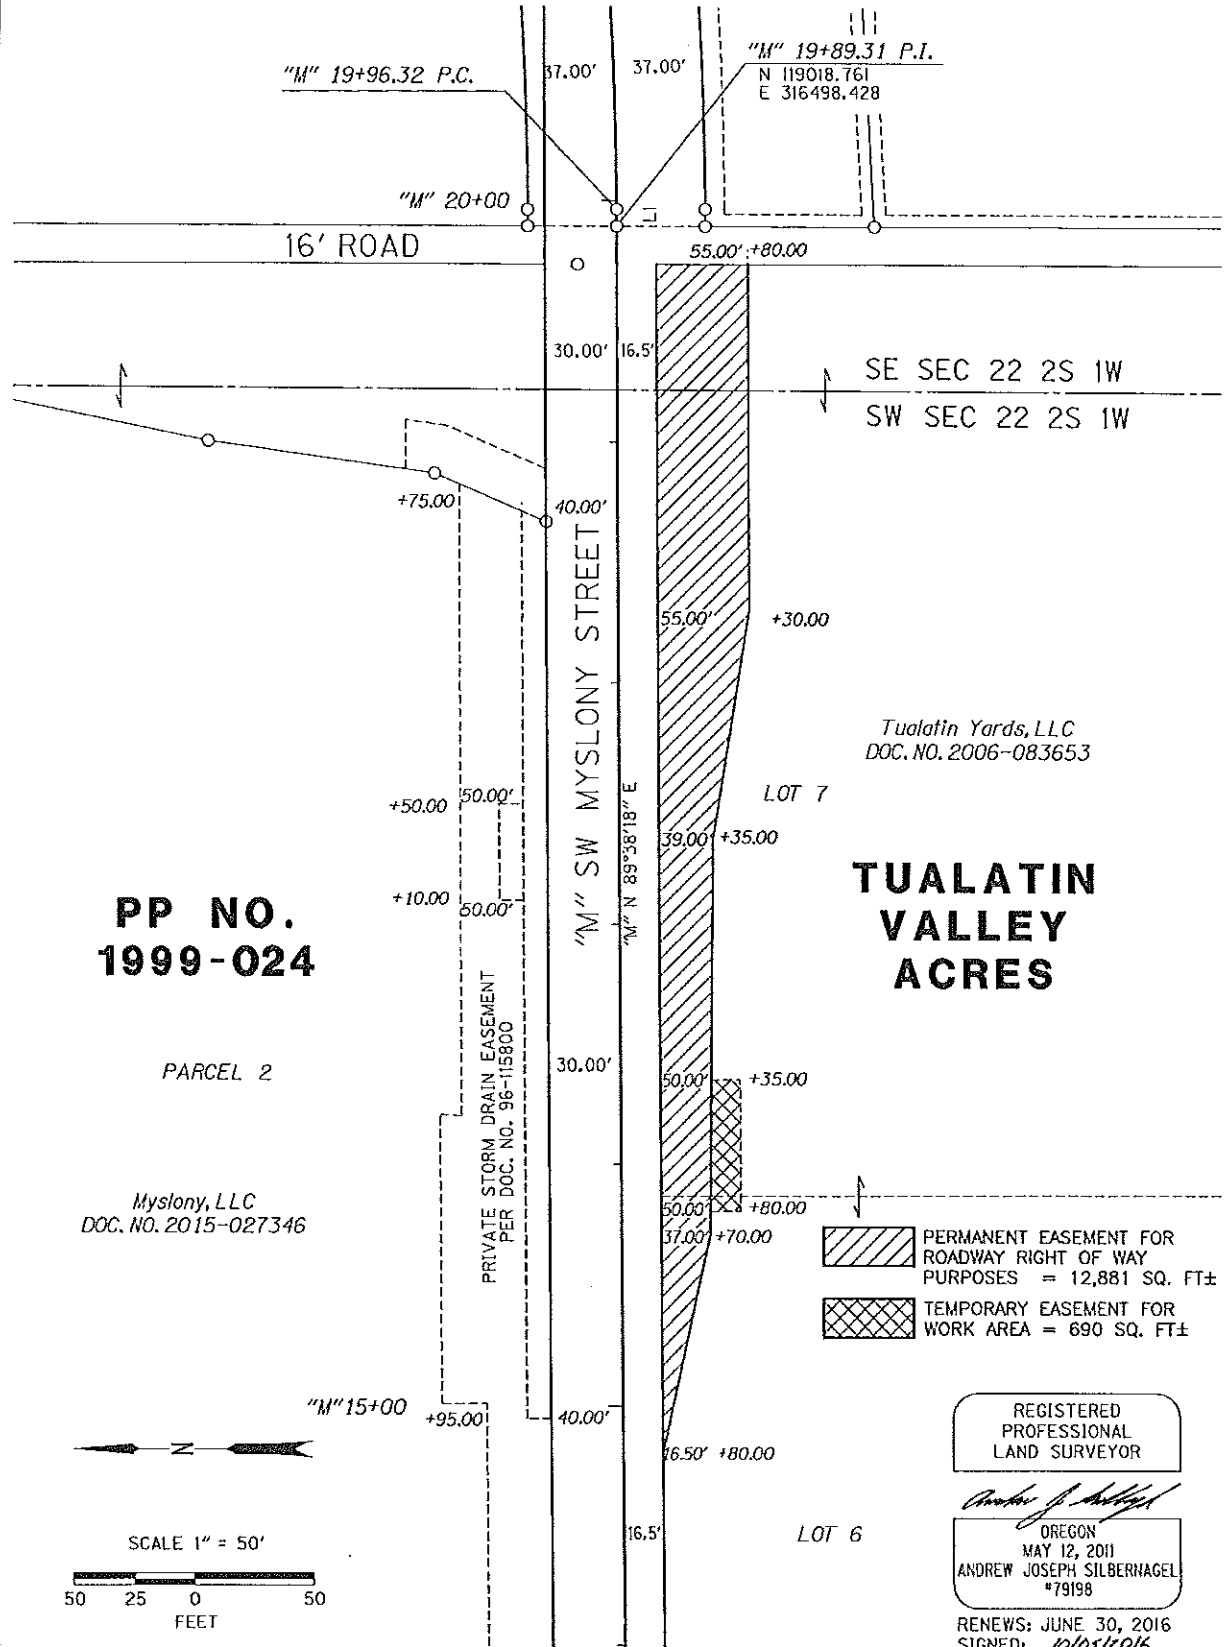 37.00'
37.00'
"M" 19+96.32 P.C.
"M" 19+89.31 P.I.
N 119018.761
E 316498.428
"M" 20+00
16' ROAD
55.00' +80.00
30.00'
16.5'
SE SEC 22 2S 1W
SW SEC 22 2S 1W
+75.00
40.00'
"M" SW MYSLONY STREET
"M" N 89°38'18" E
55.00'
+30.00
Tualatin Yards, LLC
DOC. NO. 2006-083653
LOT 7
+50.00
50.00'
39.00' +35.00
+10.00
50.00'
PP NO.
1999-024
TUALATIN
VALLEY
ACRES
PRIVATE STORM DRAIN EASEMENT
PER DOC. NO. 96-115800
PARCEL 2
30.00'
50.00'
+35.00
Myslony, LLC
DOC. NO. 2015-027346
50.00'
+80.00
37.00' +70.00
PERMANENT EASEMENT FOR
ROADWAY RIGHT OF WAY
PURPOSES = 12,881 SQ. FT±
TEMPORARY EASEMENT FOR
WORK AREA = 690 SQ. FT±
"M" 15+00
+95.00
40.00'
16.50' +80.00
N
16.5'
LOT 6
SCALE 1" = 50'
50 25 0 50
FEET
REGISTERED
PROFESSIONAL
LAND SURVEYOR
OREGON
MAY 12, 2011
ANDREW JOSEPH SILBERNAGEL
#79198
RENEWS: JUNE 30, 2016
SIGNED: